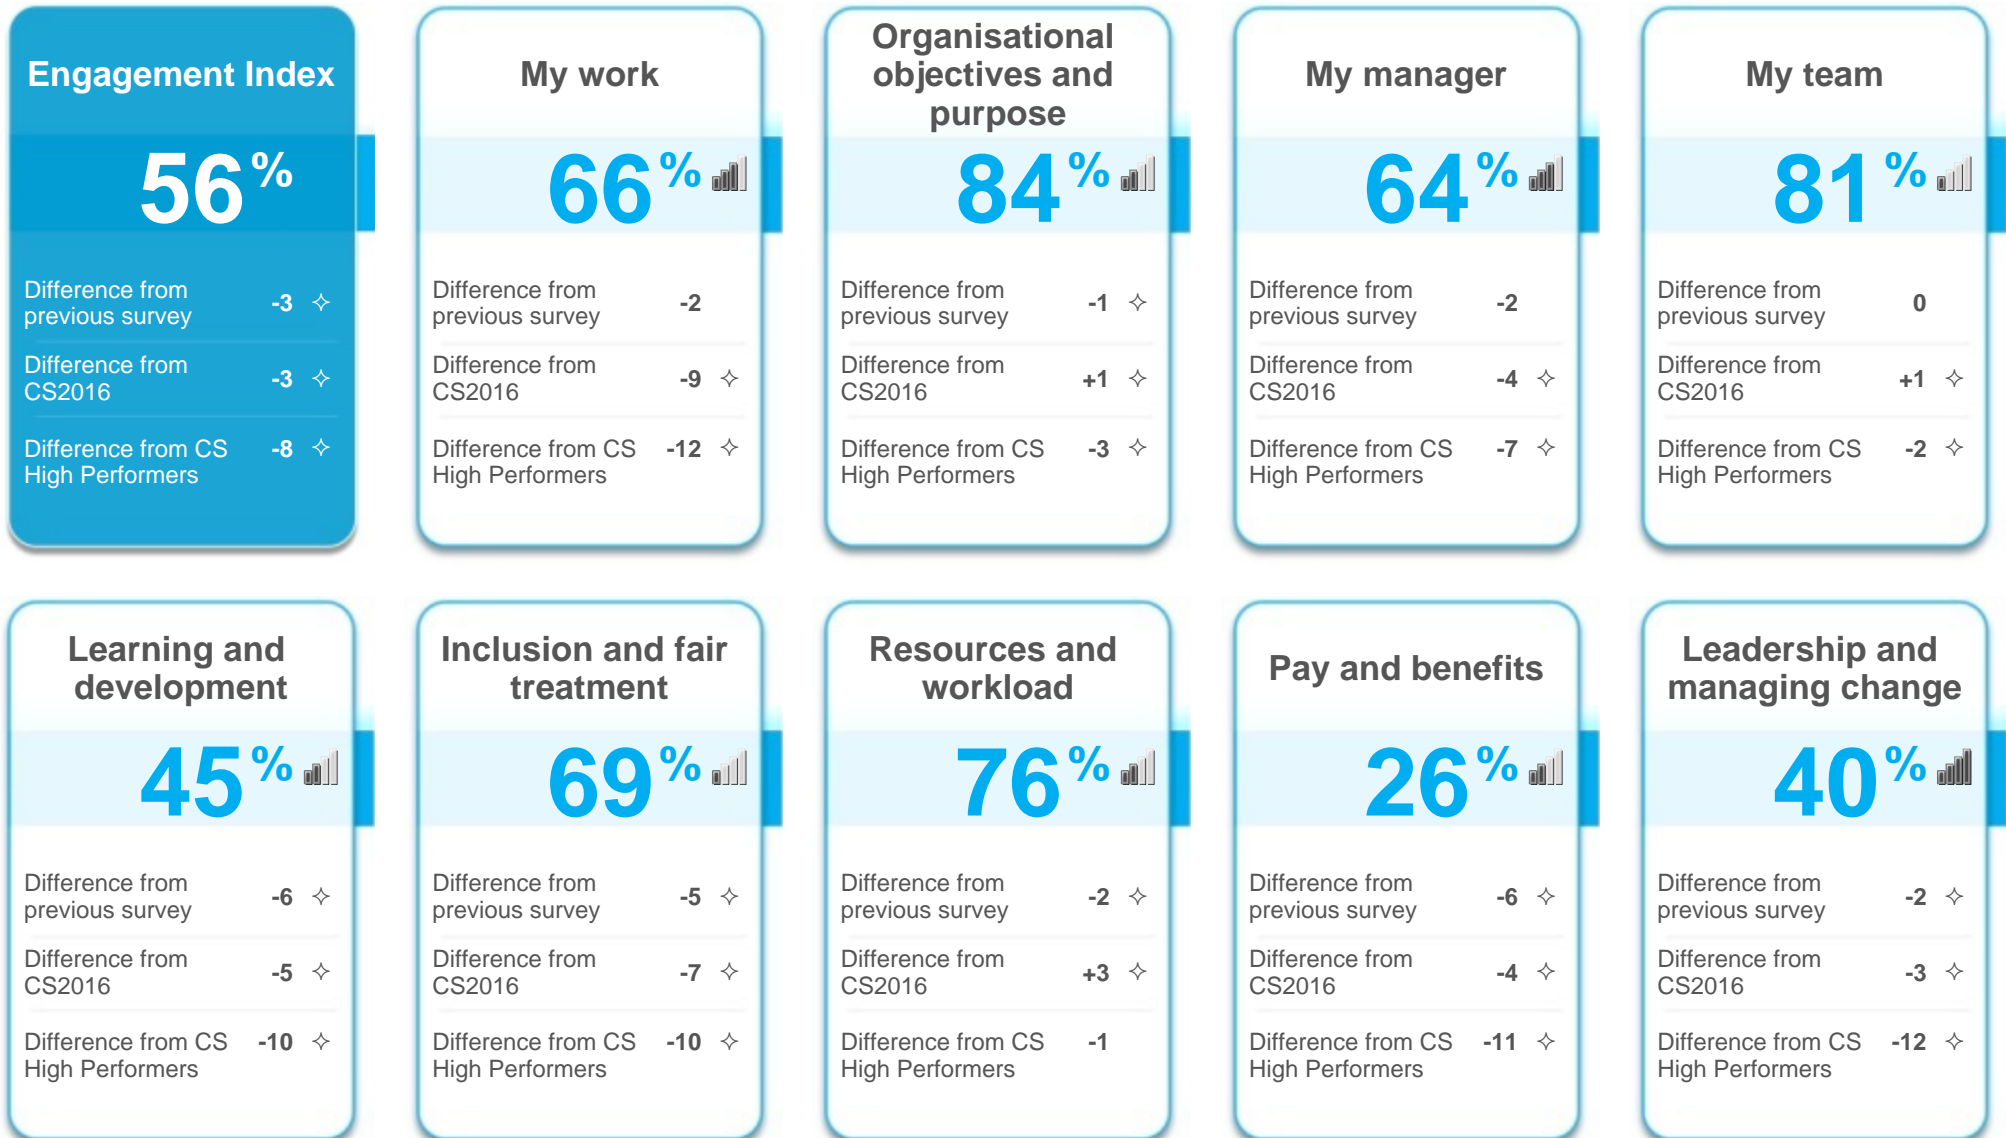 Engagement Index
56%
Difference from
previous survey -3 ✧
Difference from
CS2016 -3 ✧
Difference from CS
High Performers -8 ✧
My work
66%
Difference from
previous survey -2
Difference from
CS2016 -9 ✧
Difference from CS
High Performers -12 ✧
Organisational
objectives and
purpose
84%
Difference from
previous survey -1 ✧
Difference from
CS2016 +1 ✧
Difference from CS
High Performers -3 ✧
My manager
64%
Difference from
previous survey -2
Difference from
CS2016 -4 ✧
Difference from CS
High Performers -7 ✧
My team
81%
Difference from
previous survey 0
Difference from
CS2016 +1 ✧
Difference from CS
High Performers -2 ✧
Learning and
development
45%
Difference from
previous survey -6 ✧
Difference from
CS2016 -5 ✧
Difference from CS
High Performers -10 ✧
Inclusion and fair
treatment
69%
Difference from
previous survey -5 ✧
Difference from
CS2016 -7 ✧
Difference from CS
High Performers -10 ✧
Resources and
workload
76%
Difference from
previous survey -2 ✧
Difference from
CS2016 +3 ✧
Difference from CS
High Performers -1
Pay and benefits
26%
Difference from
previous survey -6 ✧
Difference from
CS2016 -4 ✧
Difference from CS
High Performers -11 ✧
Leadership and
managing change
40%
Difference from
previous survey -2 ✧
Difference from
CS2016 -3 ✧
Difference from CS
High Performers -12 ✧